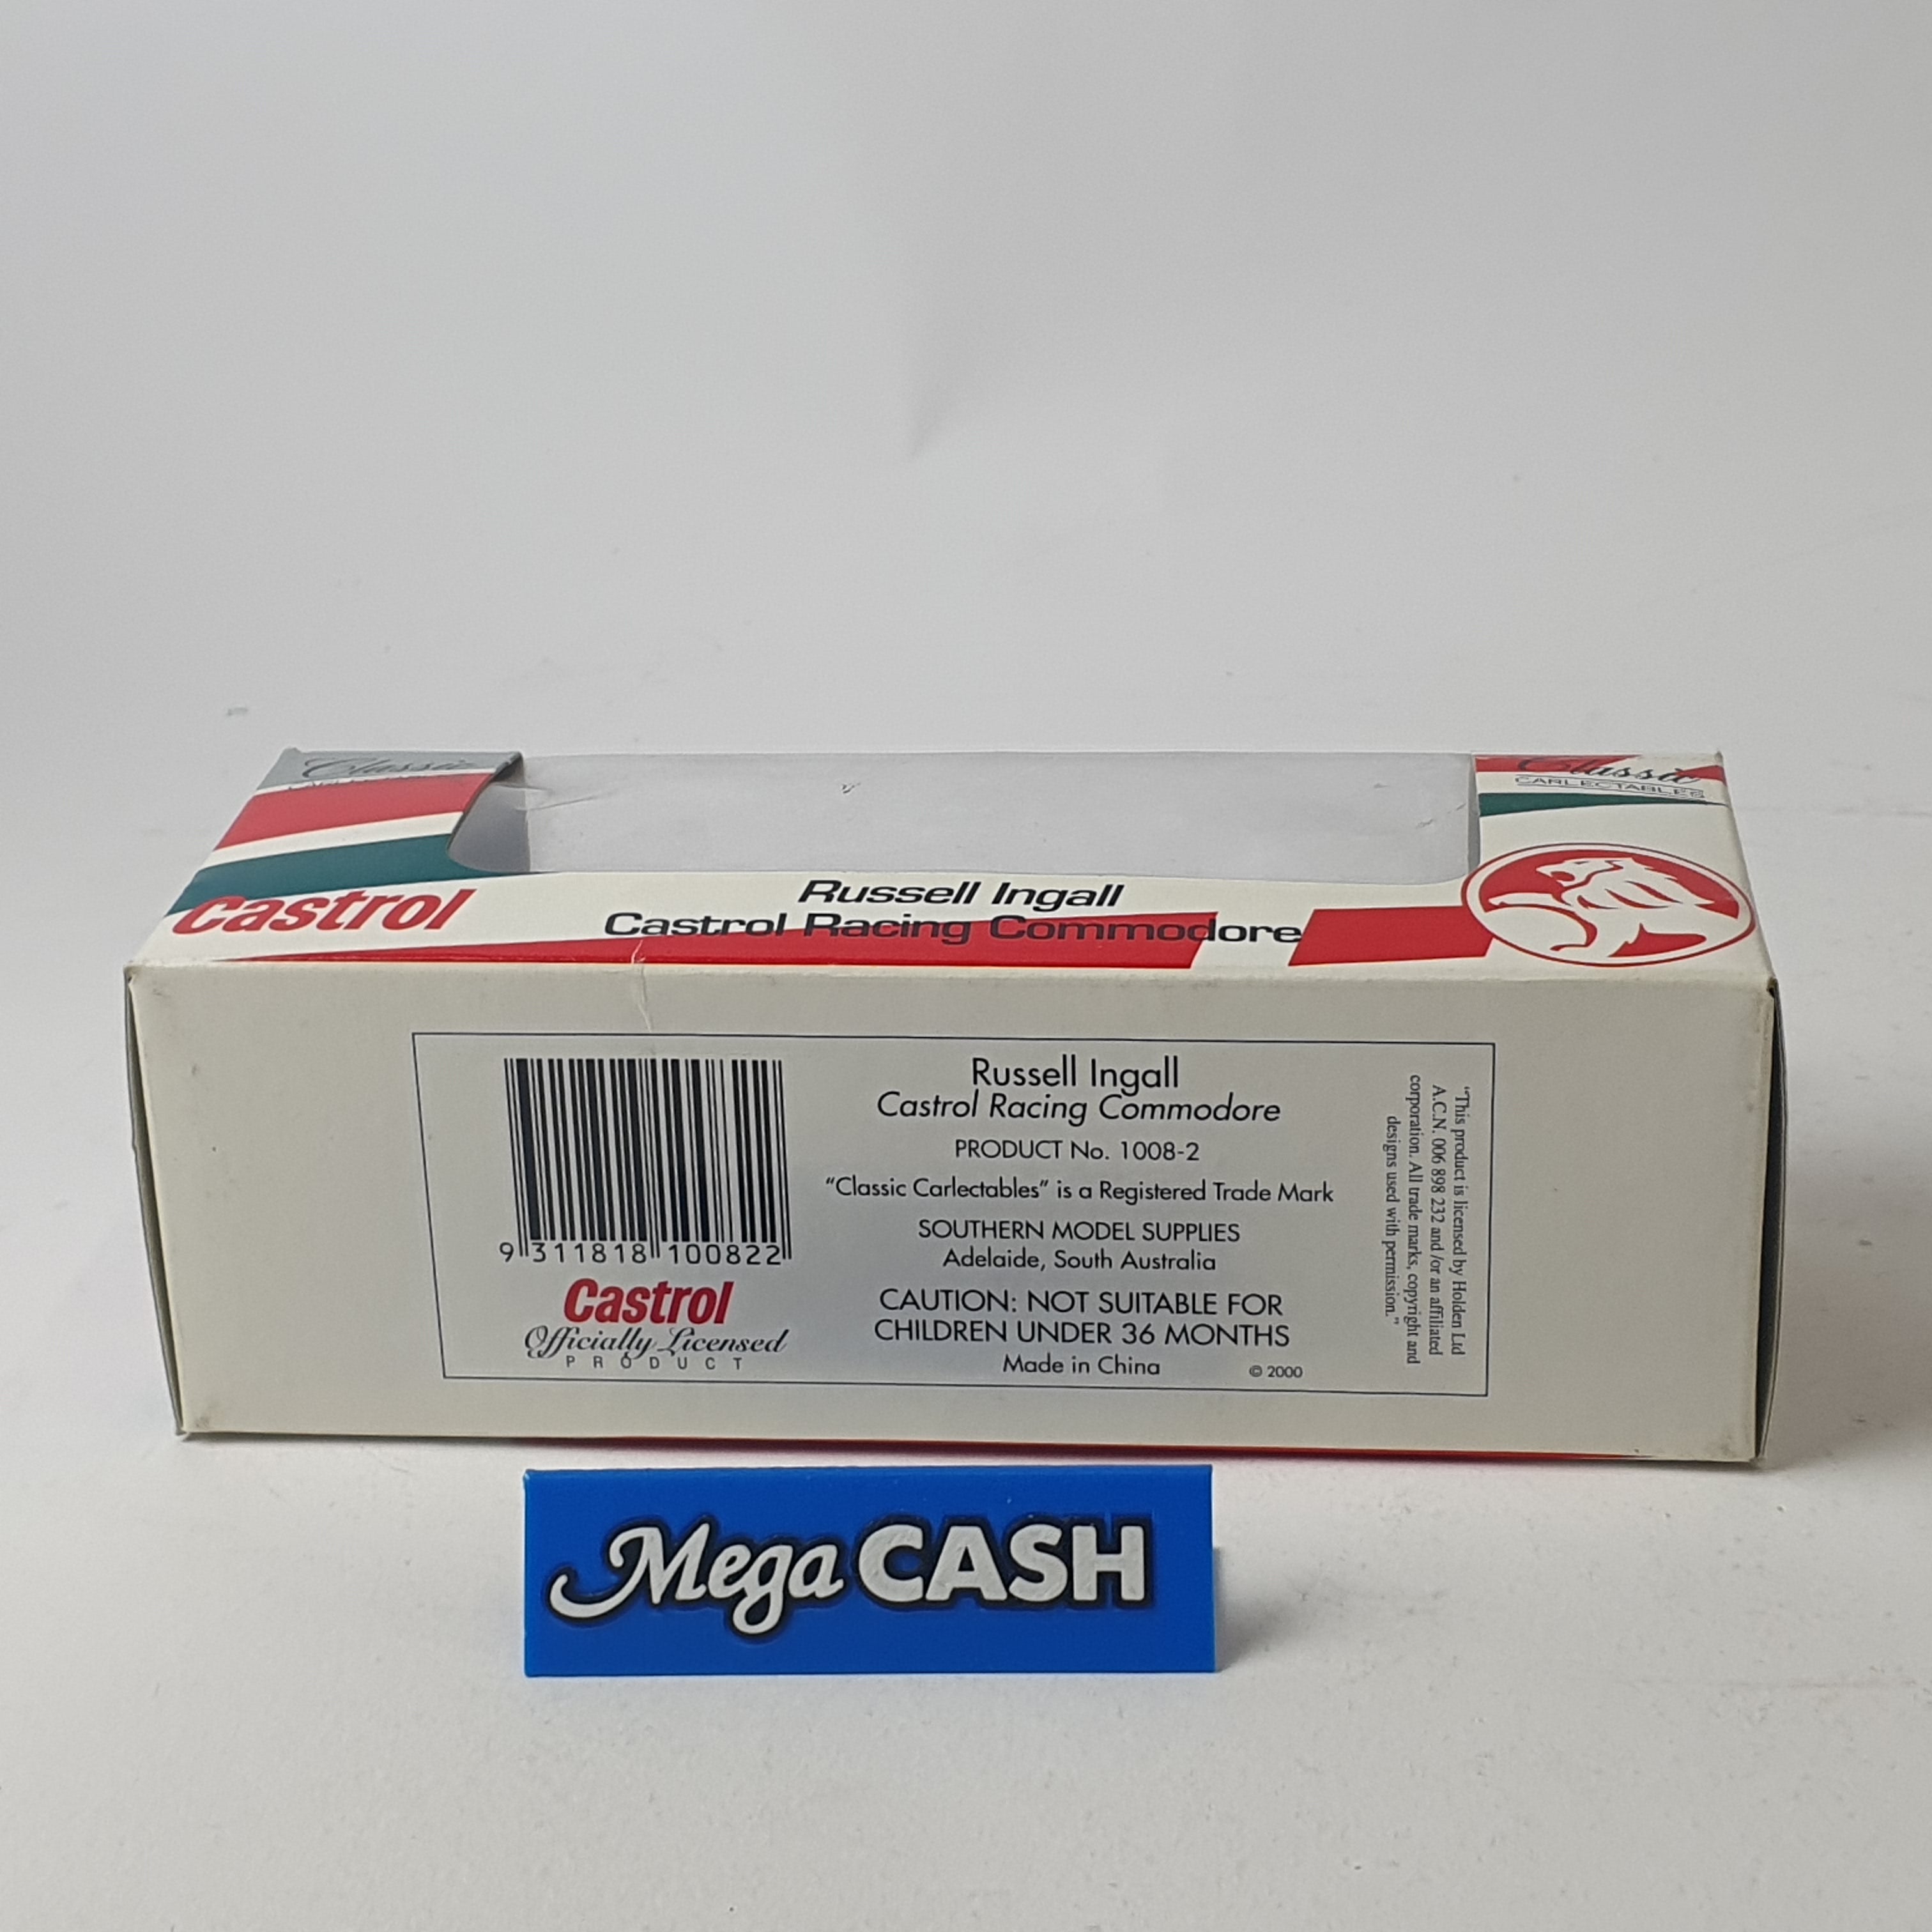 Classic
Classic
CARLECTABLES
Castrol
Russell Ingall
Castrol Racing Commodore
9 311818 100822
Castrol
Officially Licensed
PRODUCT
Russell Ingall
Castrol Racing Commodore
PRODUCT No. 1008-2
“Classic Carlectables” is a Registered Trade Mark
SOUTHERN MODEL SUPPLIES
Adelaide, South Australia
CAUTION: NOT SUITABLE FOR
CHILDREN UNDER 36 MONTHS
Made in China
© 2000
“This product is licensed by Holden Ltd
A.C.N. 006 898 232 and /or an affiliated
corporation. All trade marks, copyright and
designs used with permission.”
Mega CASH